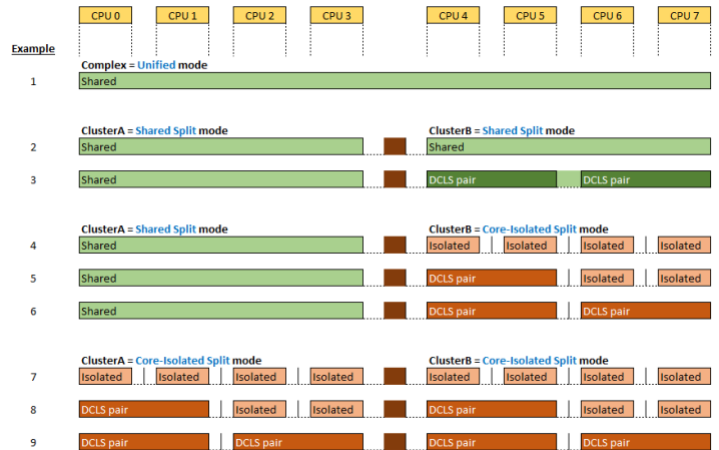 CPU 0 CPU 1 CPU 2 CPU 3 CPU 4 CPU 5 CPU 6 CPU 7
Example
Complex = Unified mode
1 Shared
ClusterA = Shared Split mode ClusterB = Shared Split mode
2 Shared Shared
3 Shared DCLS pair DCLS pair
ClusterA = Shared Split mode ClusterB = Core-Isolated Split mode
4 Shared Isolated Isolated Isolated Isolated
5 Shared DCLS pair Isolated Isolated
6 Shared DCLS pair DCLS pair
ClusterA = Core-Isolated Split mode ClusterB = Core-Isolated Split mode
7 Isolated Isolated Isolated Isolated Isolated Isolated Isolated Isolated
8 DCLS pair Isolated Isolated DCLS pair Isolated Isolated
9 DCLS pair DCLS pair DCLS pair DCLS pair